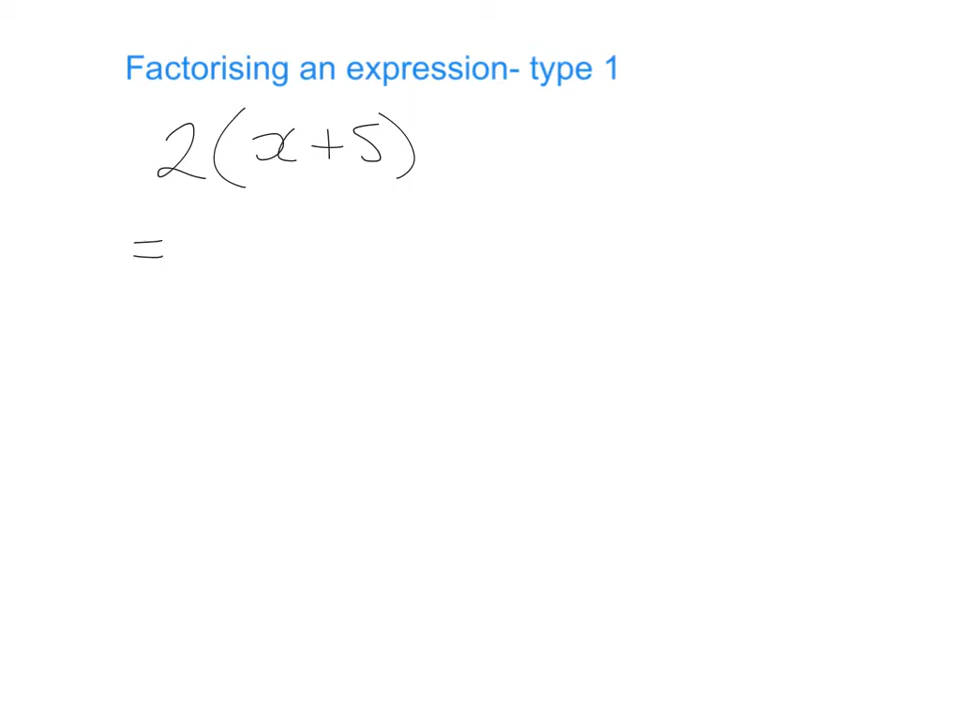 Factorising an expression- type 1
2(x+5)
=